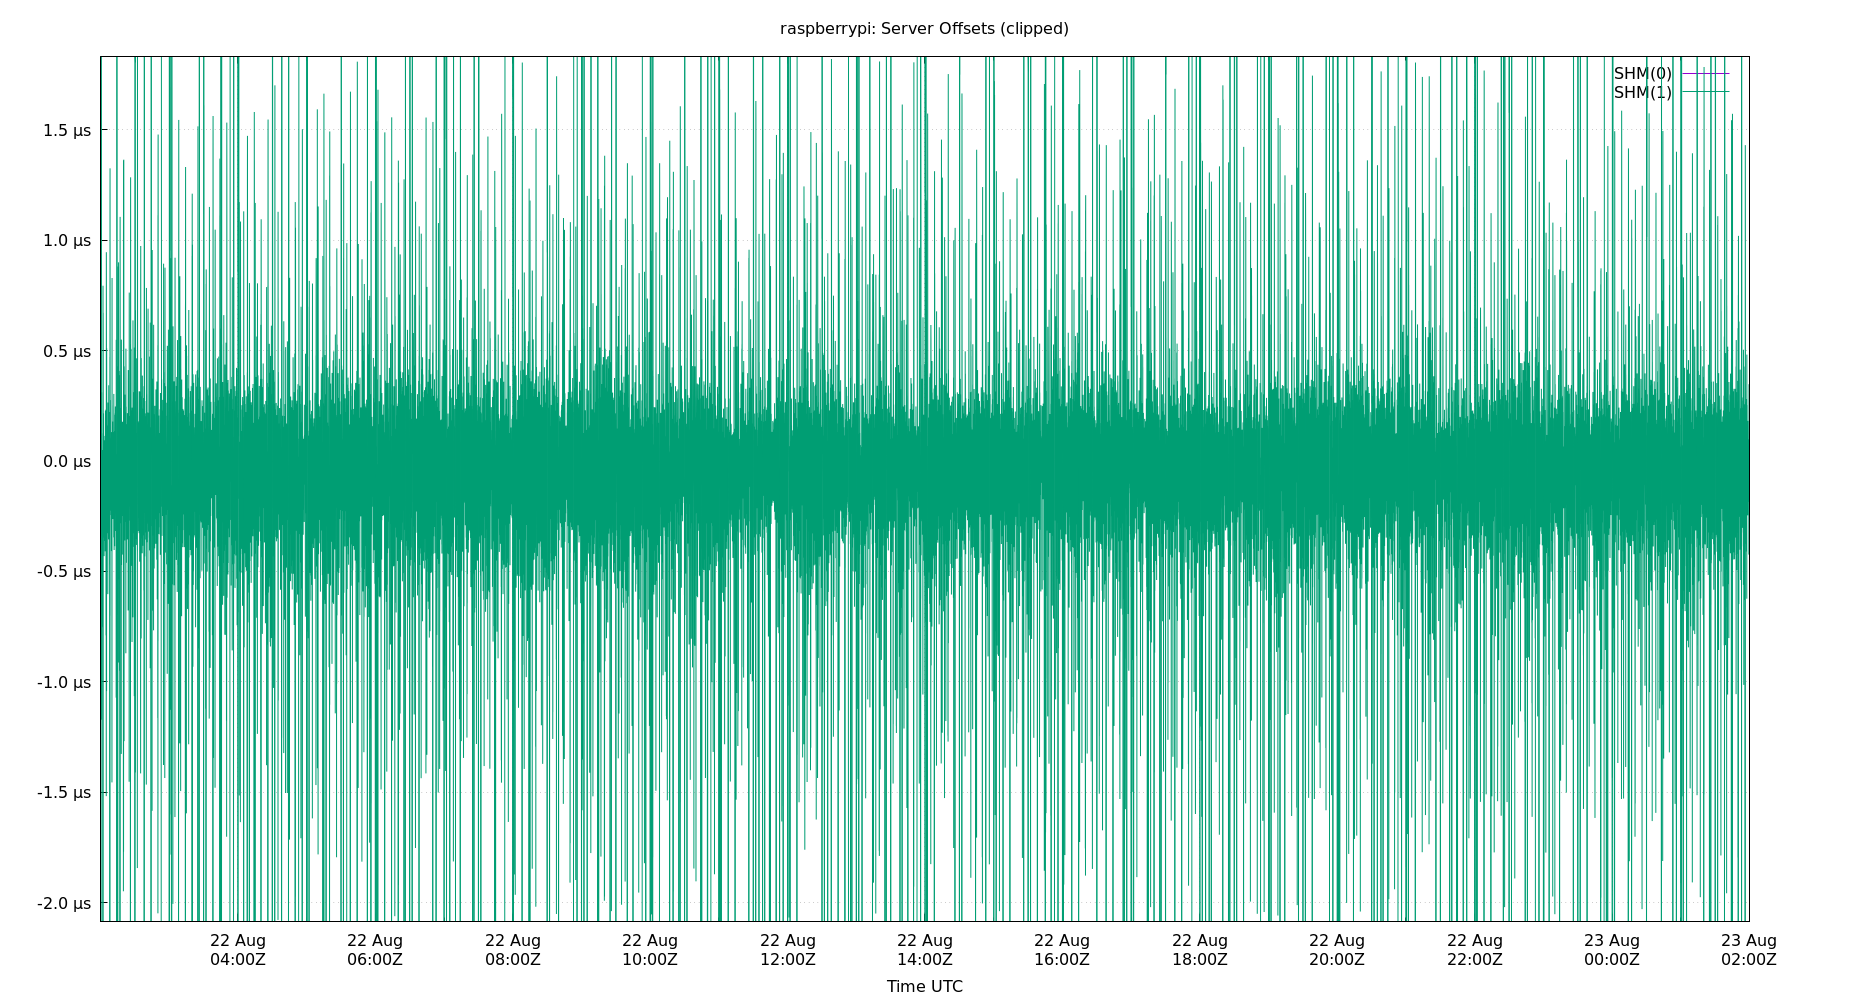 raspberrypi: Server Offsets (clipped)
SHM(0)
SHM(1)
1.5 µs
1.0 µs
0.5 µs
0.0 µs
-0.5 µs
-1.0 µs
-1.5 µs
-2.0 µs
22 Aug 22 Aug 22 Aug 22 Aug 22 Aug 22 Aug 22 Aug 22 Aug 22 Aug 22 Aug 23 Aug 23 Aug
04:00Z 06:00Z 08:00Z 10:00Z 12:00Z 14:00Z 16:00Z 18:00Z 20:00Z 22:00Z 00:00Z 02:00Z
Time UTC